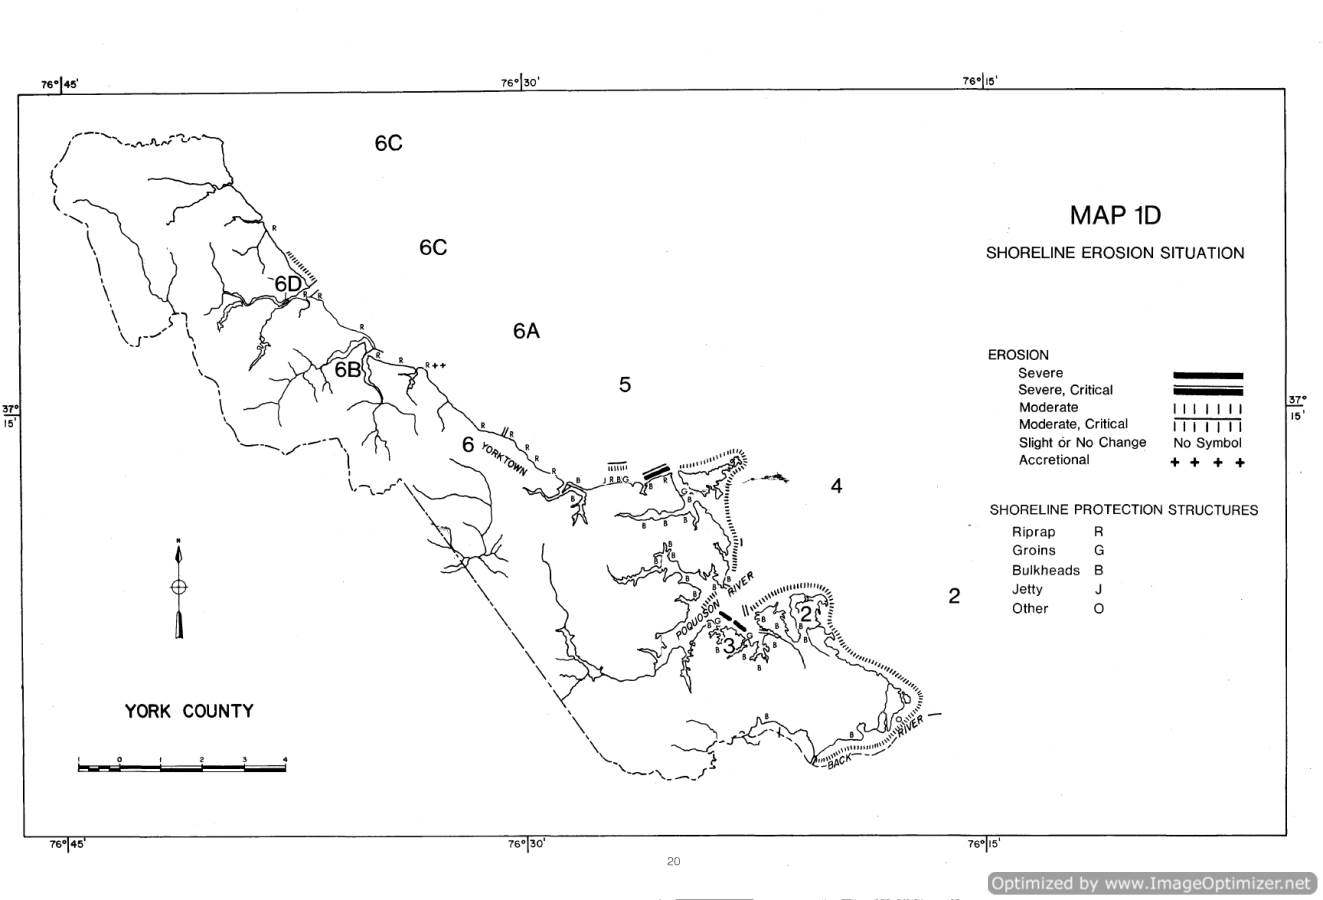 76° 45'
76° 30'
76° 15'
6C
MAP 1D
6C
SHORELINE EROSION SITUATION
R
6D
R R
6A
R
EROSION
Severe
Severe, Critical
Moderate
Moderate, Critical
Slight ór No Change No Symbol
Accretional
R
R
R
6B
5
37°
15'
37°
15'
R
R
R
R
6
YORKTOWN
B
J R B G
B
R
G
B
4
B
B
B
B
SHORELINE PROTECTION STRUCTURES
Riprap R
Groins G
Bulkheads B
Jetty J
Other O
N
B
B
B
B
B
B
1
B
POQUOSON RIVER
2
2
B
G
G
3
B
B
B
B
B
B
B
B
YORK COUNTY
B
B
O
BACK RIVER
1 0 1 2 3 4
76° 45'
76° 30'
76° 15'
20
Optimized by www.ImageOptimizer.net